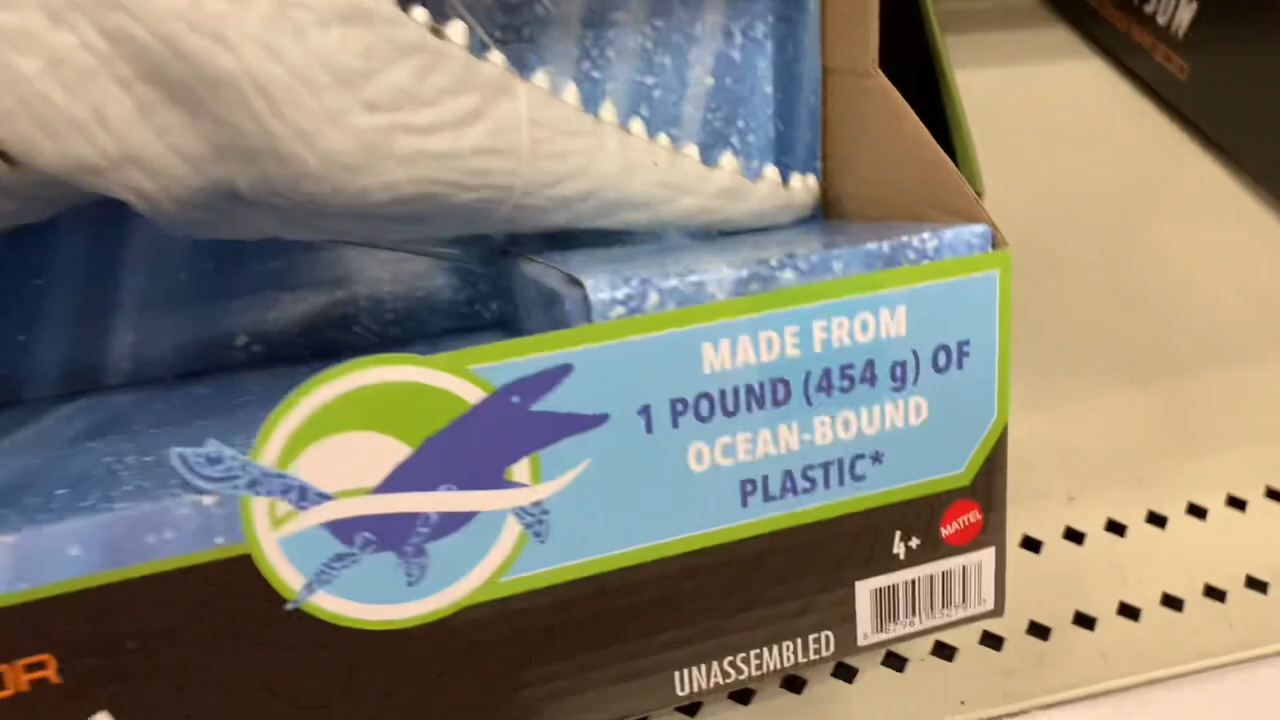 MADE FROM
1 POUND (454 g) OF
OCEAN-BOUND
PLASTIC*
4+
MATTEL
UNASSEMBLED